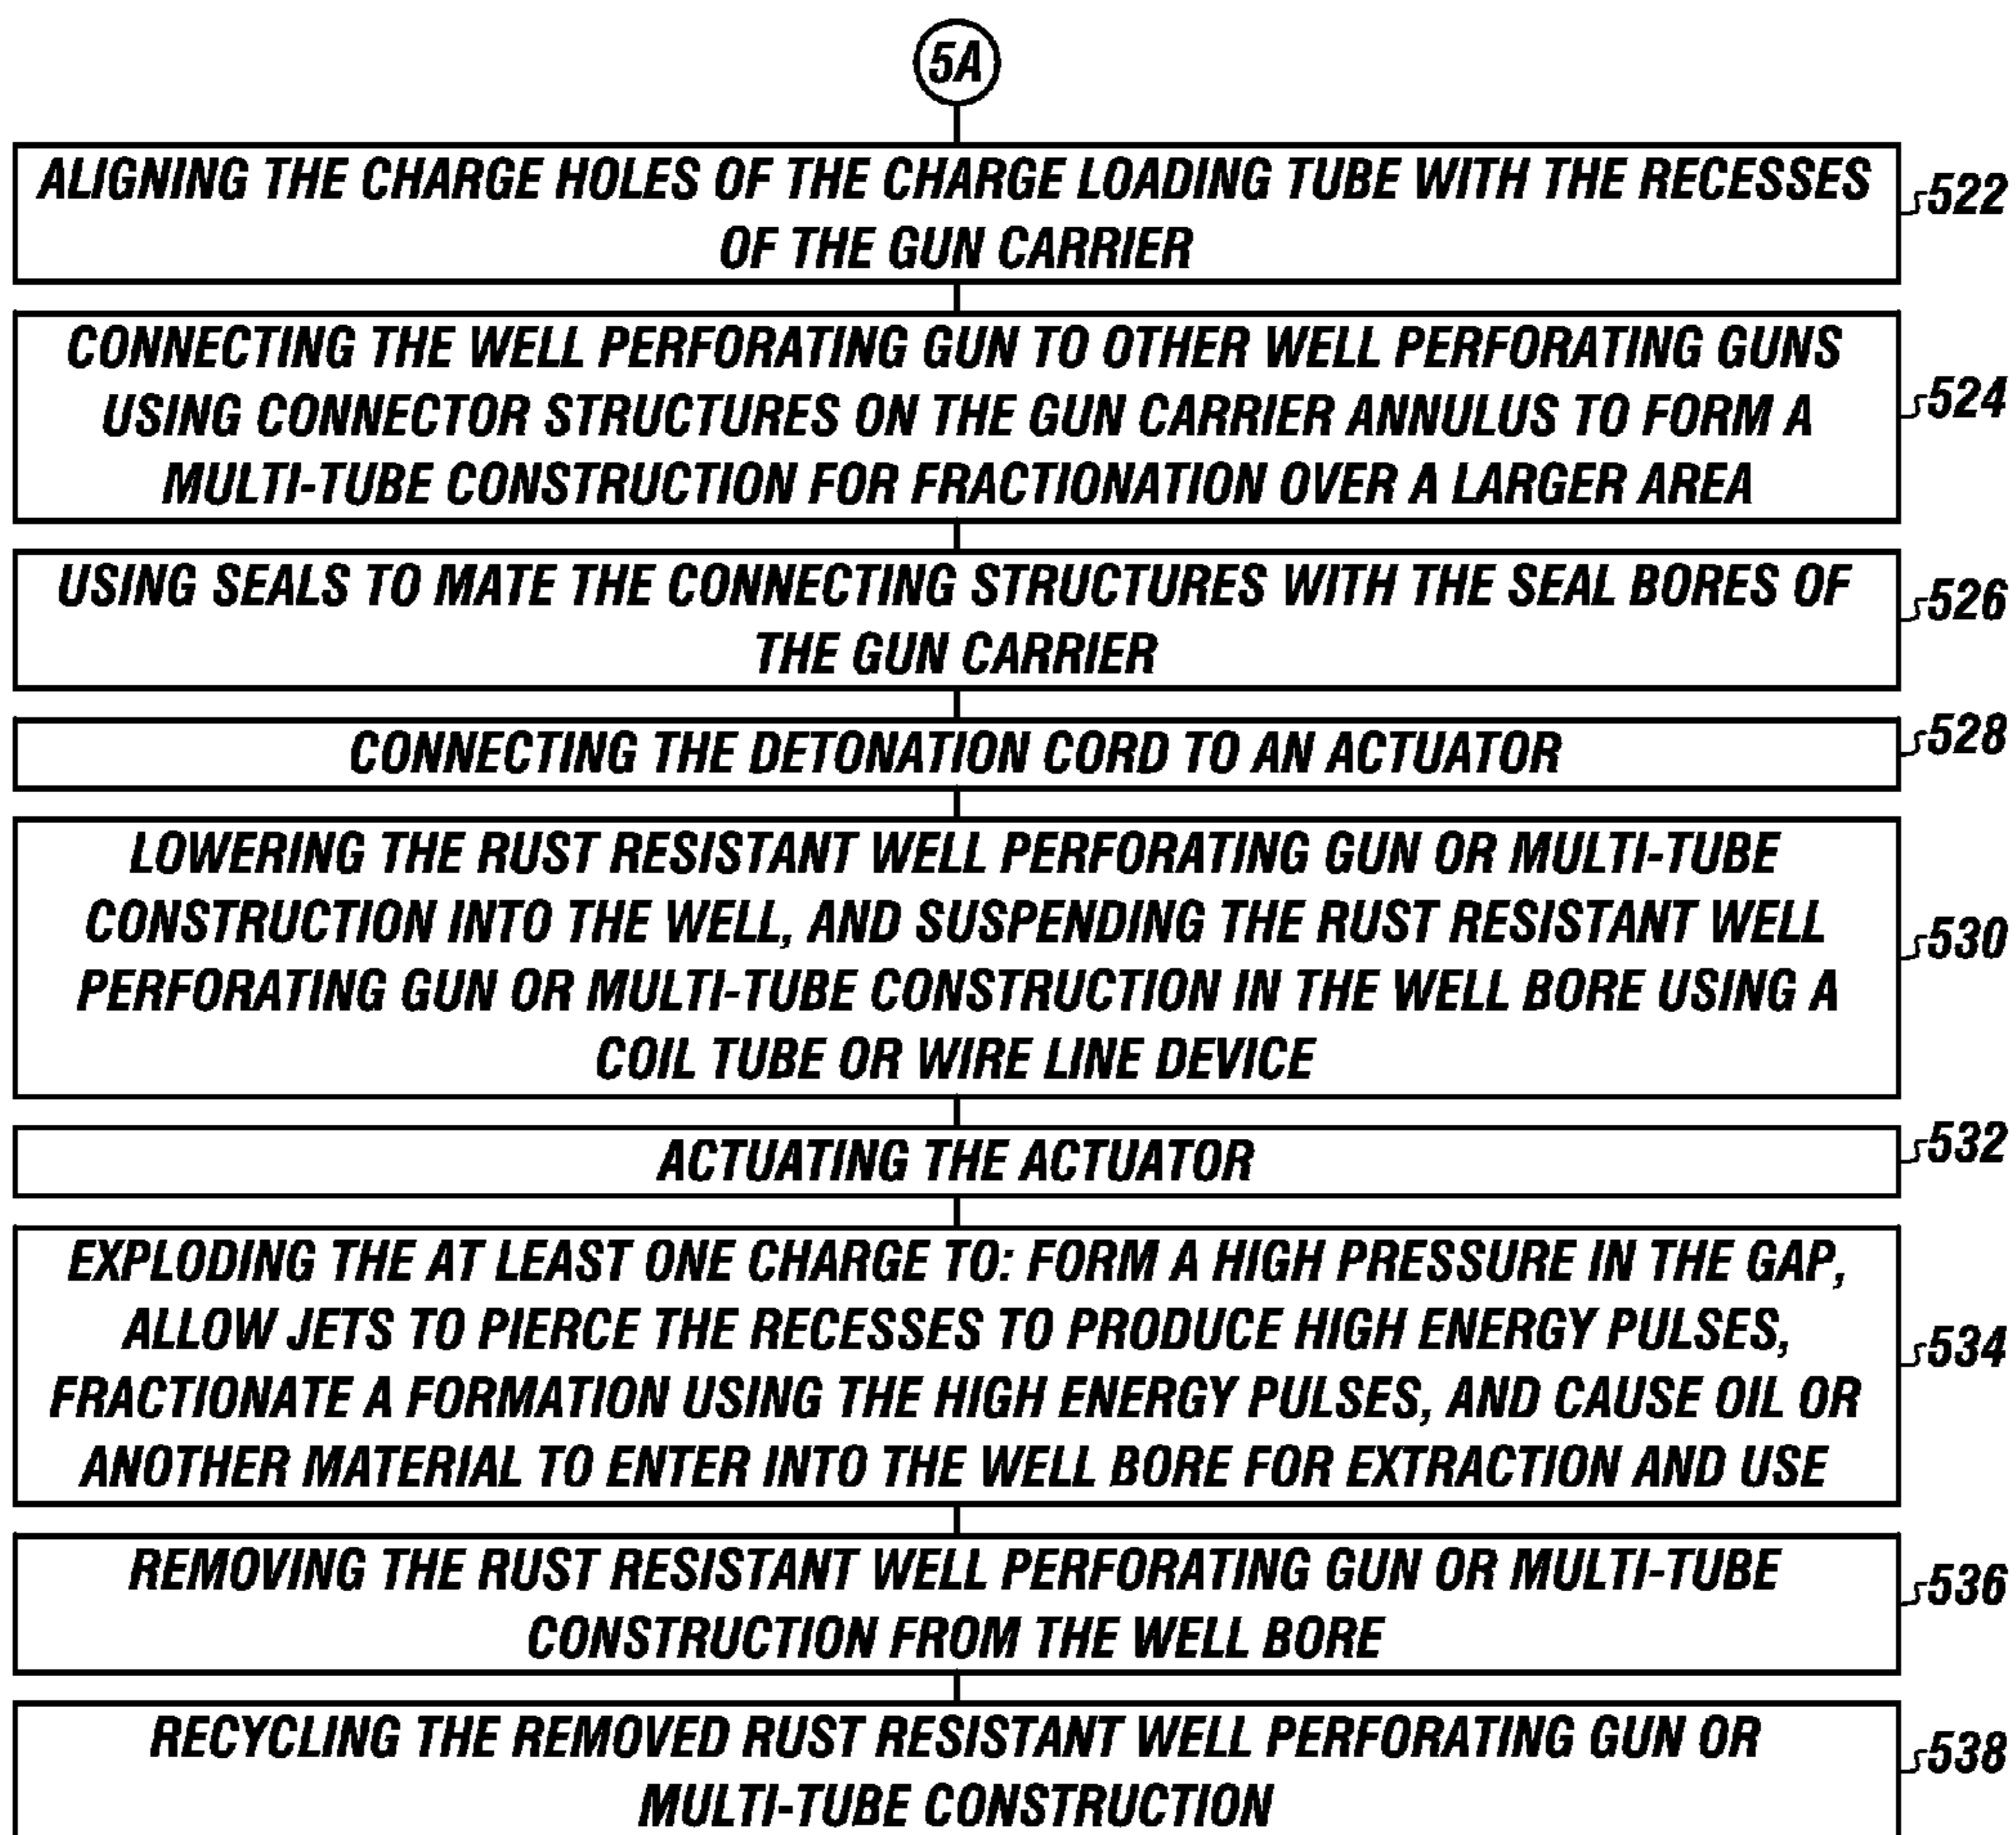 5A
ALIGNING THE CHARGE HOLES OF THE CHARGE LOADING TUBE WITH THE RECESSES
OF THE GUN CARRIER
522
CONNECTING THE WELL PERFORATING GUN TO OTHER WELL PERFORATING GUNS
USING CONNECTOR STRUCTURES ON THE GUN CARRIER ANNULUS TO FORM A
MULTI-TUBE CONSTRUCTION FOR FRACTIONATION OVER A LARGER AREA
524
USING SEALS TO MATE THE CONNECTING STRUCTURES WITH THE SEAL BORES OF
THE GUN CARRIER
526
CONNECTING THE DETONATION CORD TO AN ACTUATOR
528
LOWERING THE RUST RESISTANT WELL PERFORATING GUN OR MULTI-TUBE
CONSTRUCTION INTO THE WELL, AND SUSPENDING THE RUST RESISTANT WELL
PERFORATING GUN OR MULTI-TUBE CONSTRUCTION IN THE WELL BORE USING A
COIL TUBE OR WIRE LINE DEVICE
530
ACTUATING THE ACTUATOR
532
EXPLODING THE AT LEAST ONE CHARGE TO: FORM A HIGH PRESSURE IN THE GAP,
ALLOW JETS TO PIERCE THE RECESSES TO PRODUCE HIGH ENERGY PULSES,
FRACTIONATE A FORMATION USING THE HIGH ENERGY PULSES, AND CAUSE OIL OR
ANOTHER MATERIAL TO ENTER INTO THE WELL BORE FOR EXTRACTION AND USE
534
REMOVING THE RUST RESISTANT WELL PERFORATING GUN OR MULTI-TUBE
CONSTRUCTION FROM THE WELL BORE
536
RECYCLING THE REMOVED RUST RESISTANT WELL PERFORATING GUN OR
MULTI-TUBE CONSTRUCTION
538